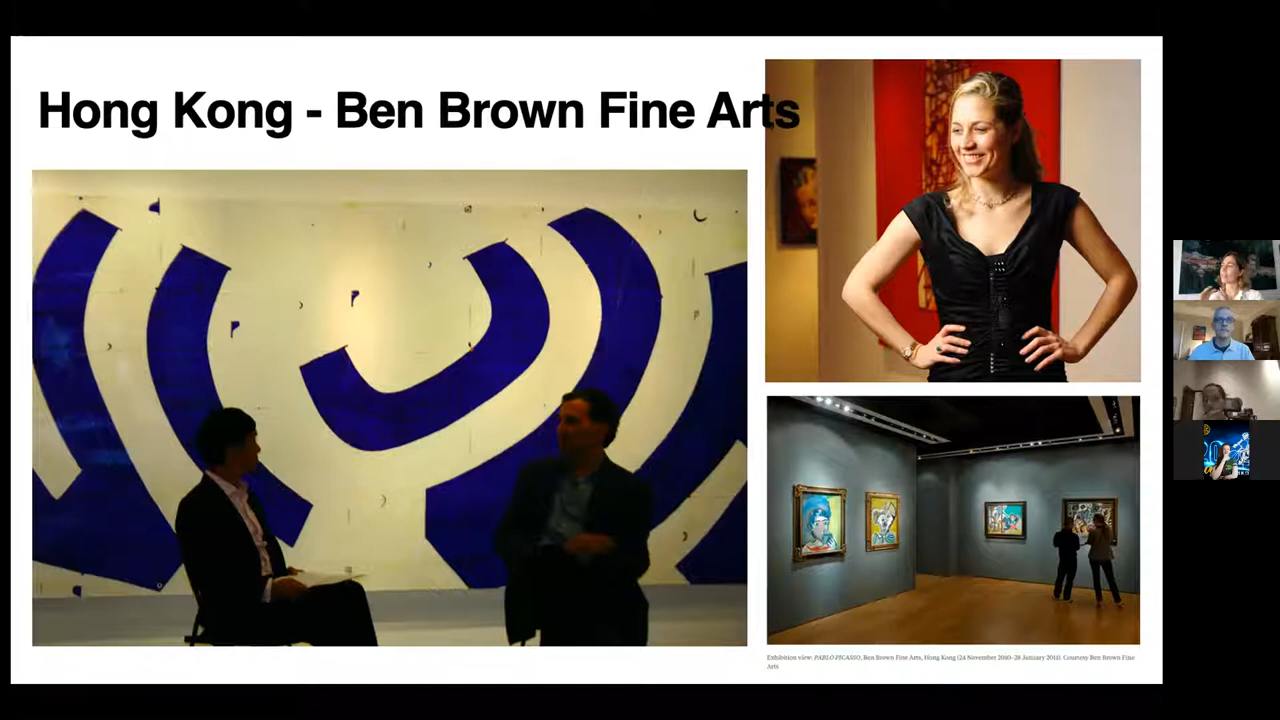 Hong Kong - Ben Brown Fine Arts
Exhibition view: PABLO PICASSO, Ben Brown Fine Arts, Hong Kong (24 November 2010–28 January 2011). Courtesy Ben Brown Fine
Arts